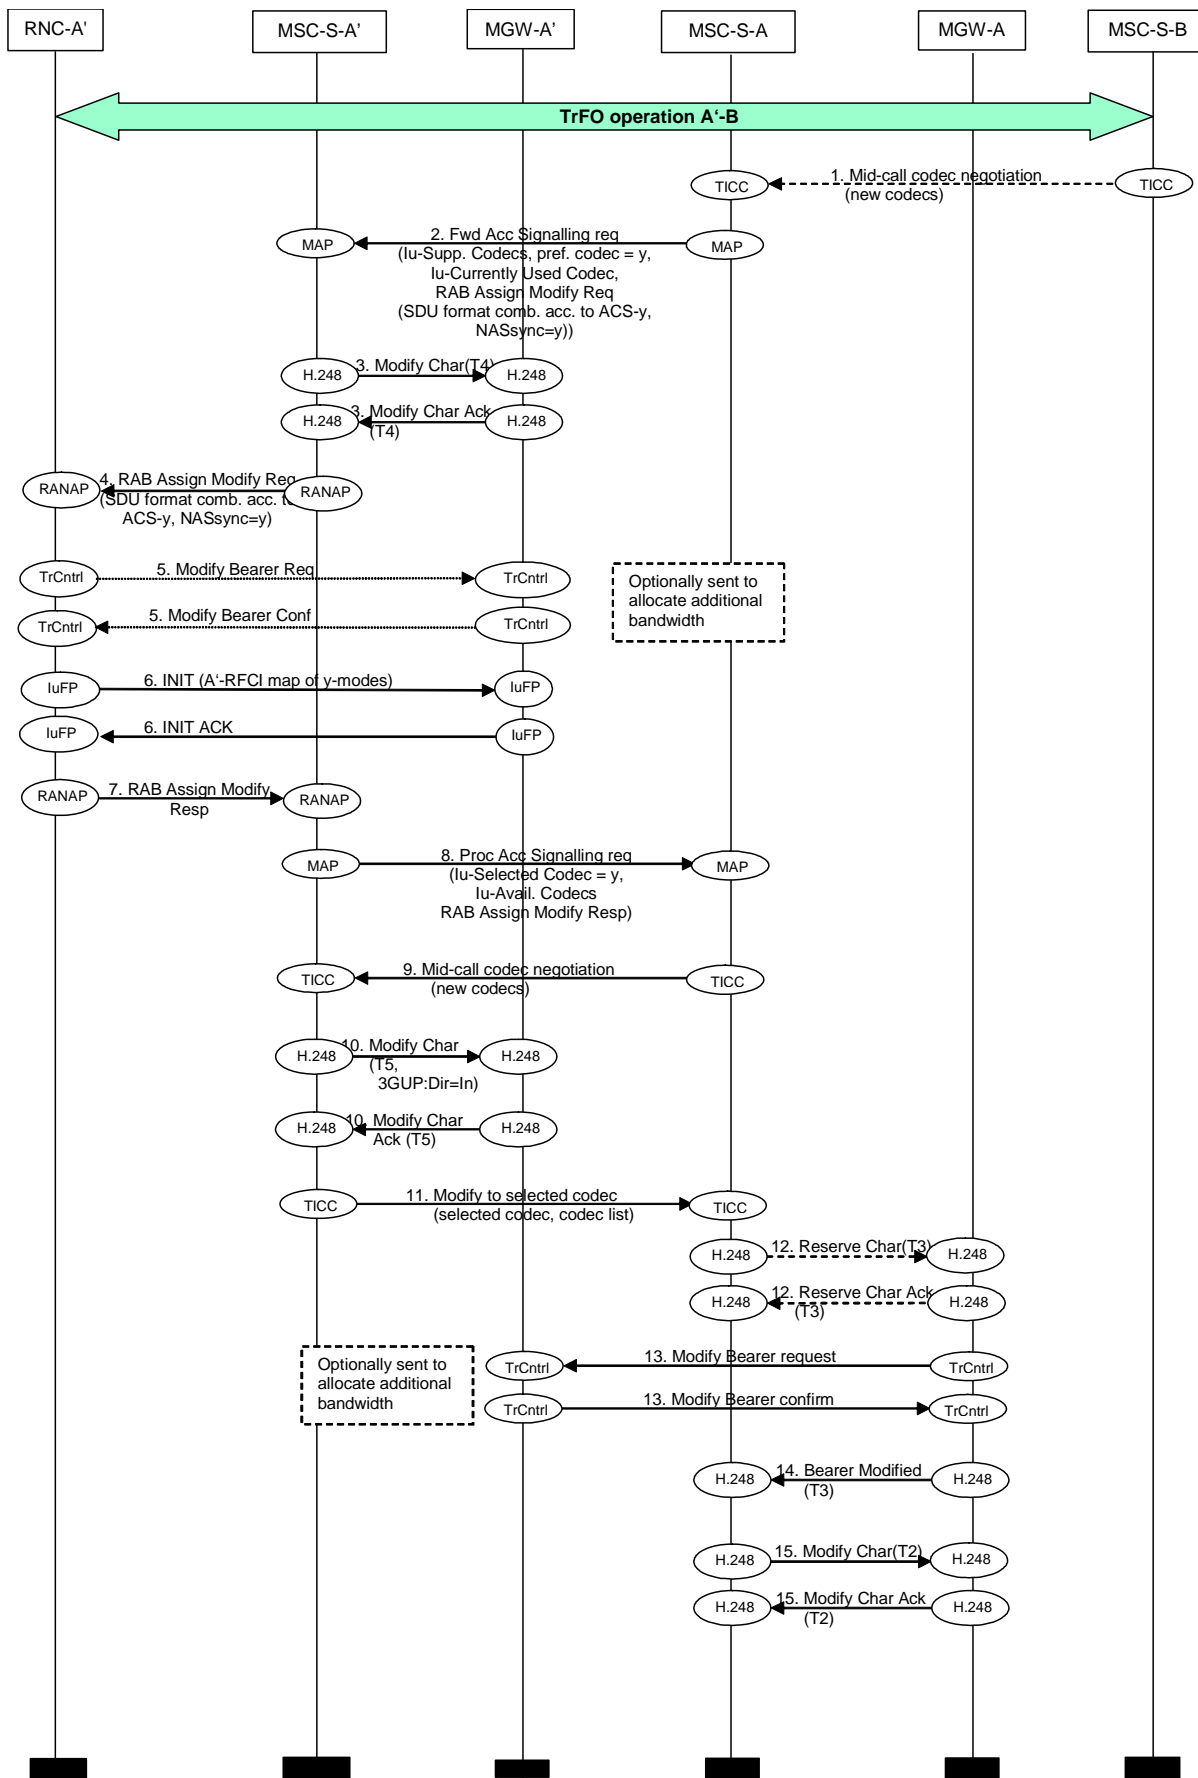 RNC-A'
MSC-S-A’
MGW-A’
MSC-S-A
MGW-A
MSC-S-B
TrFO operation A‘-B
TICC
1. Mid-call codec negotiation
(new codecs)
TICC
MAP
2. Fwd Acc Signalling req
(Iu-Supp. Codecs, pref. codec = y,
Iu-Currently Used Codec,
RAB Assign Modify Req
(SDU format comb. acc. to ACS-y,
NASsync=y))
MAP
H.248
3. Modify Char(T4)
H.248
H.248
3. Modify Char Ack
(T4)
H.248
RANAP
4. RAB Assign Modify Req
(SDU format comb. acc. to
ACS-y, NASsync=y)
RANAP
TrCntrl
5. Modify Bearer Req
TrCntrl
TrCntrl
5. Modify Bearer Conf
TrCntrl
Optionally sent to
allocate additional
bandwidth
IuFP
6. INIT (A‘-RFCI map of y-modes)
IuFP
IuFP
6. INIT ACK
IuFP
RANAP
7. RAB Assign Modify
Resp
RANAP
MAP
8. Proc Acc Signalling req
(Iu-Selected Codec = y,
Iu-Avail. Codecs
RAB Assign Modify Resp)
MAP
TICC
9. Mid-call codec negotiation
(new codecs)
TICC
H.248
10. Modify Char
(T5,
3GUP:Dir=In)
H.248
H.248
10. Modify Char
Ack (T5)
H.248
TICC
11. Modify to selected codec
(selected codec, codec list)
TICC
H.248
12. Reserve Char(T3)
H.248
H.248
12. Reserve Char Ack
(T3)
H.248
Optionally sent to
allocate additional
bandwidth
TrCntrl
13. Modify Bearer request
TrCntrl
TrCntrl
13. Modify Bearer confirm
TrCntrl
H.248
14. Bearer Modified
(T3)
H.248
H.248
15. Modify Char(T2)
H.248
H.248
15. Modify Char Ack
(T2)
H.248